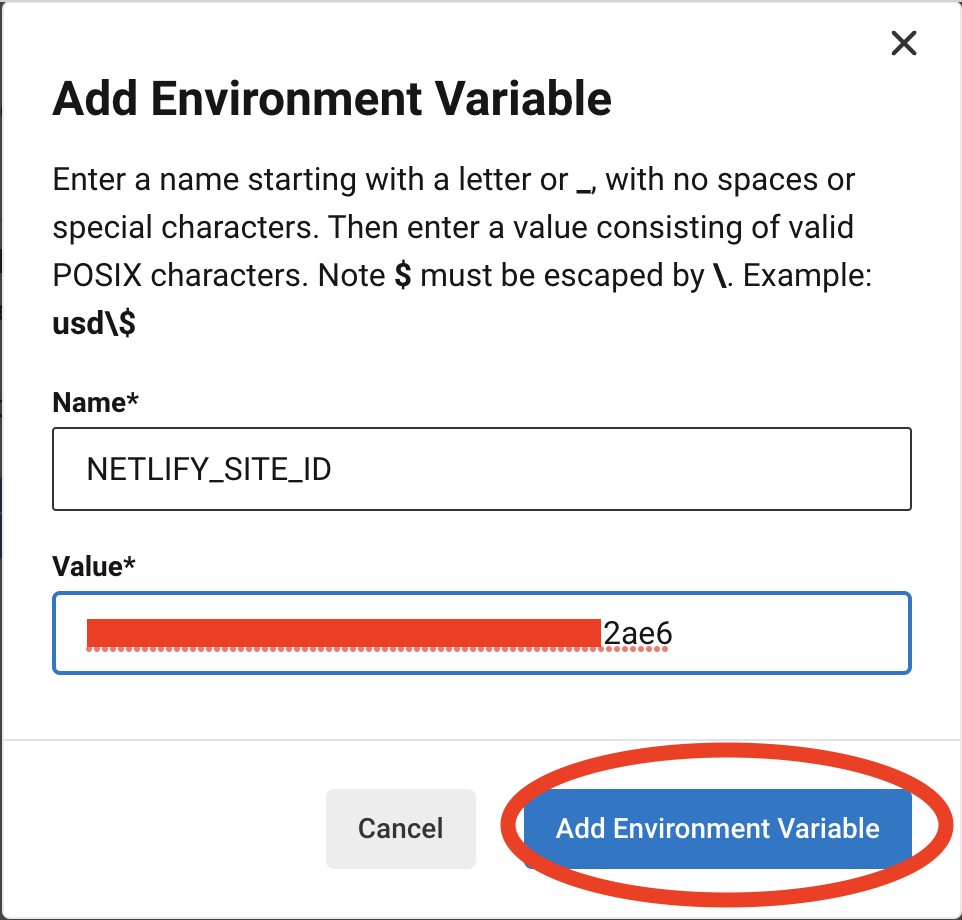 Add Environment Variable
Enter a name starting with a letter or _, with no spaces or
special characters. Then enter a value consisting of valid
POSIX characters. Note $ must be escaped by \. Example:
usd\$
Name*
NETLIFY_SITE_ID
Value*
2ae6
Cancel
Add Environment Variable